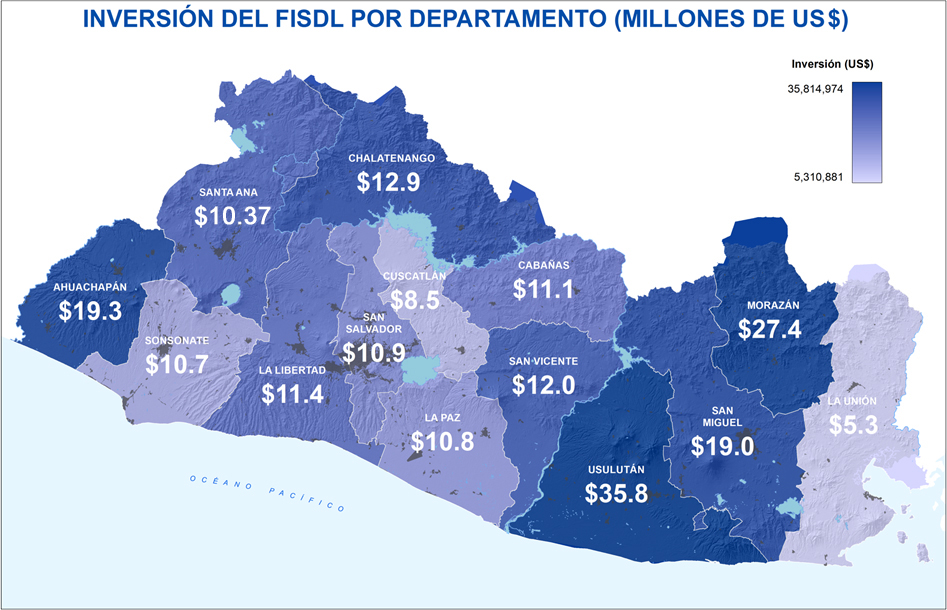 INVERSIÓN DEL FISDL POR DEPARTAMENTO (MILLONES DE US$)
Inversión (US$)
35,814,974
5,310,881
CHALATENANGO
$12.9
SANTA ANA
$10.37
AHUACHAPÁN
$19.3
SONSONATE
$10.7
LA LIBERTAD
$11.4
SAN
SALVADOR
$10.9
CUSCATLÁN
$8.5
CABAÑAS
$11.1
LA PAZ
$10.8
SAN VICENTE
$12.0
USULUTÁN
$35.8
SAN
MIGUEL
$19.0
MORAZÁN
$27.4
LA UNIÓN
$5.3
OCÉANO PACÍFICO